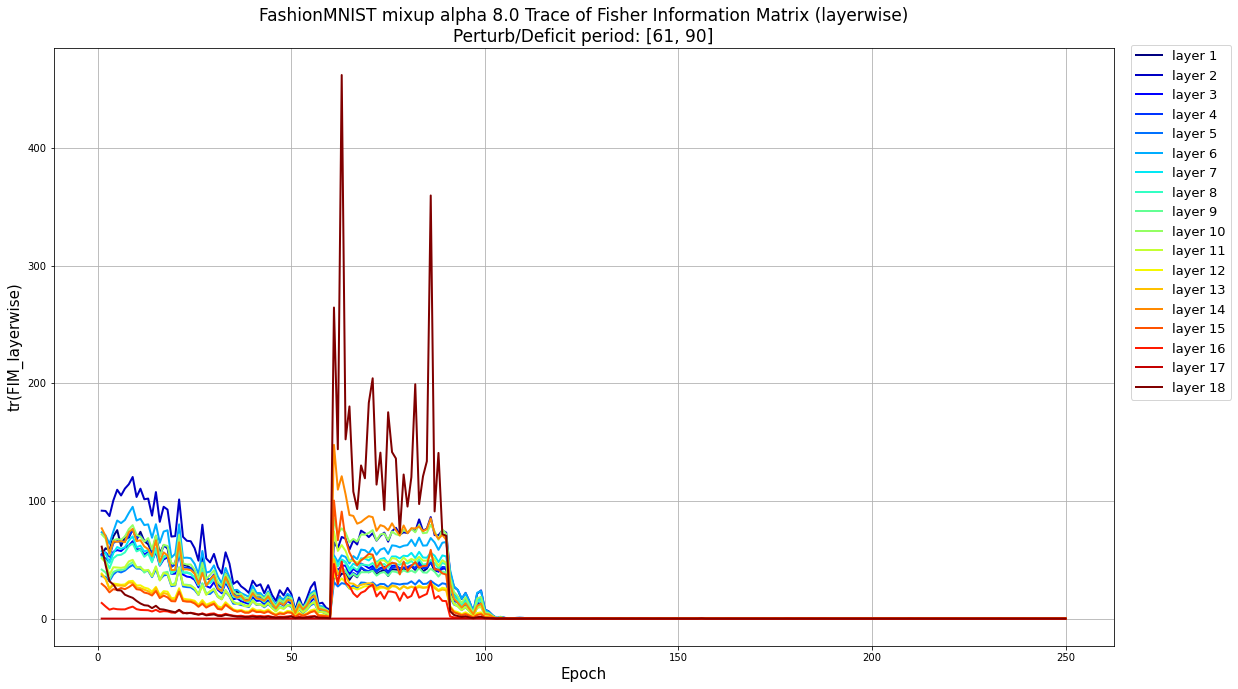 FashionMNIST mixup alpha 8.0 Trace of Fisher Information Matrix (layerwise)
Perturb/Deficit period: [61, 90]
tr(FIM_layerwise)
400
300
200
100
0
0
50
100
150
200
250
Epoch
layer 1
layer 2
layer 3
layer 4
layer 5
layer 6
layer 7
layer 8
layer 9
layer 10
layer 11
layer 12
layer 13
layer 14
layer 15
layer 16
layer 17
layer 18